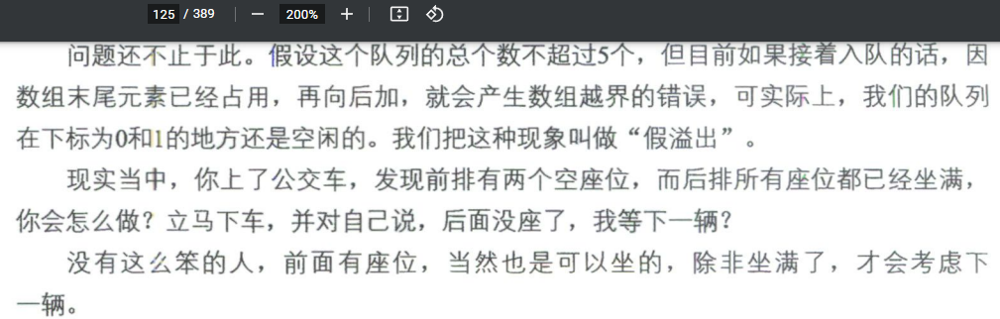 125 / 389 200%
问题还不止于此。假设这个队列的总个数不超过5个，但目前如果接着入队的话，因
数组末尾元素已经占用，再向后加，就会产生数组越界的错误，可实际上，我们的队列
在下标为0和1的地方还是空闲的。我们把这种现象叫做“假溢出”。
现实当中，你上了公交车，发现前排有两个空座位，而后排所有座位都已经坐满，
你会怎么做？立马下车，并对自己说，后面没座了，我等下一辆？
没有这么笨的人，前面有座位，当然也是可以坐的，除非坐满了，才会考虑下
一辆。